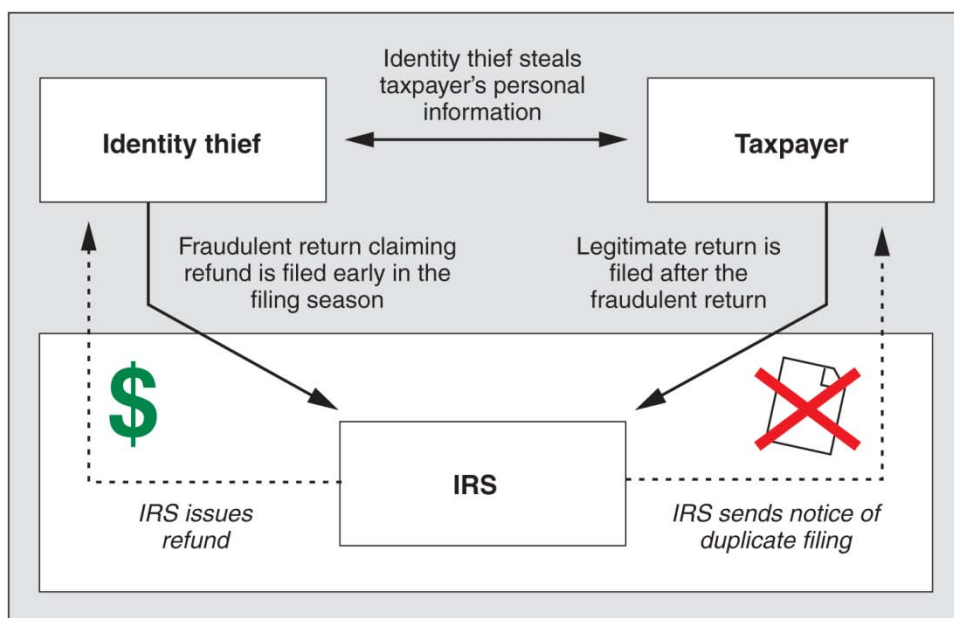 Identity thief steals
taxpayer's personal
information
Identity thief
Taxpayer
Fraudulent return claiming
refund is filed early in the
filing season
Legitimate return is
filed after the
fraudulent return
$
IRS
IRS issues
refund
IRS sends notice of
duplicate filing